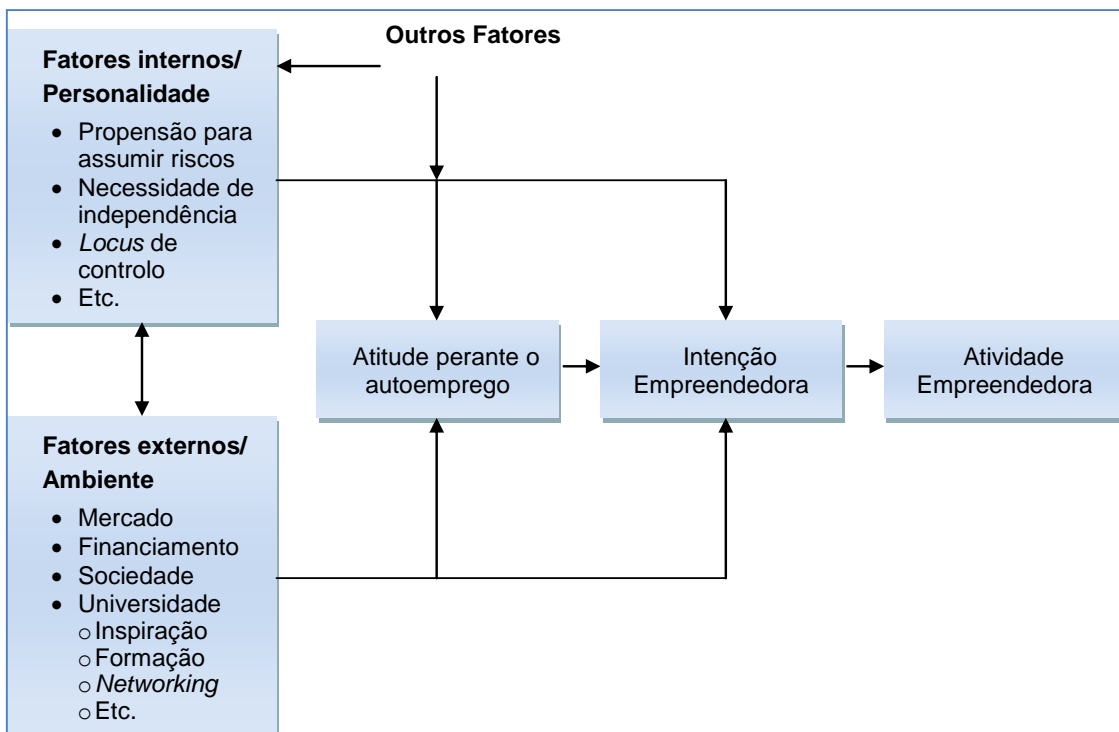 Outros Fatores
Fatores internos/
Personalidade
• Propensão para
assumir riscos
• Necessidade de
independência
• Locus de
controlo
• Etc.
Atitude perante o
autoemprego
Intenção
Empreendedora
Atividade
Empreendedora
Fatores externos/
Ambiente
• Mercado
• Financiamento
• Sociedade
• Universidade
o Inspiração
o Formação
o Networking
o Etc.